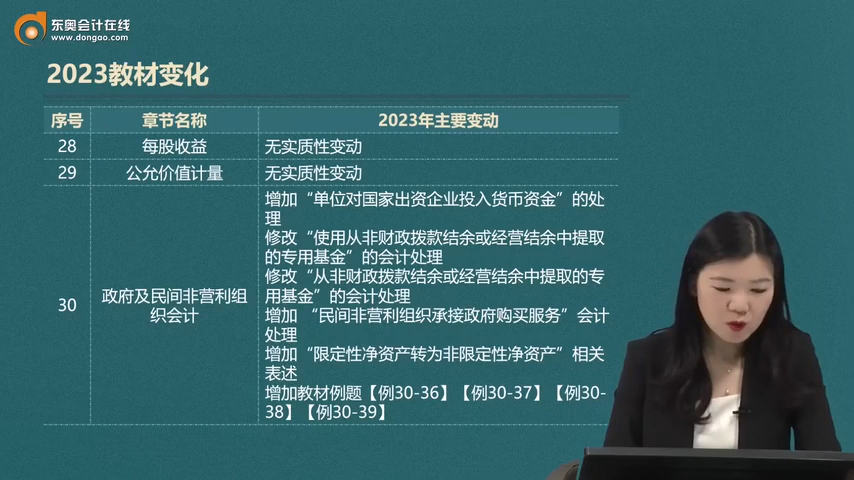 东奥会计在线
www.dongao.com
2023教材变化
序号 章节名称 2023年主要变动
28 每股收益 无实质性变动
29 公允价值计量 无实质性变动
30 政府及民间非营利组
织会计
增加“单位对国家出资企业投入货币资金”的处
理
修改“使用从非财政拨款结余或经营结余中提取
的专用基金”的会计处理
修改“从非财政拨款结余或经营结余中提取的专
用基金”的会计处理
增加 “民间非营利组织承接政府购买服务”会计
处理
增加“限定性净资产转为非限定性净资产”相关
表述
增加教材例题【例30-36】【例30-37】【例30-
38】【例30-39】